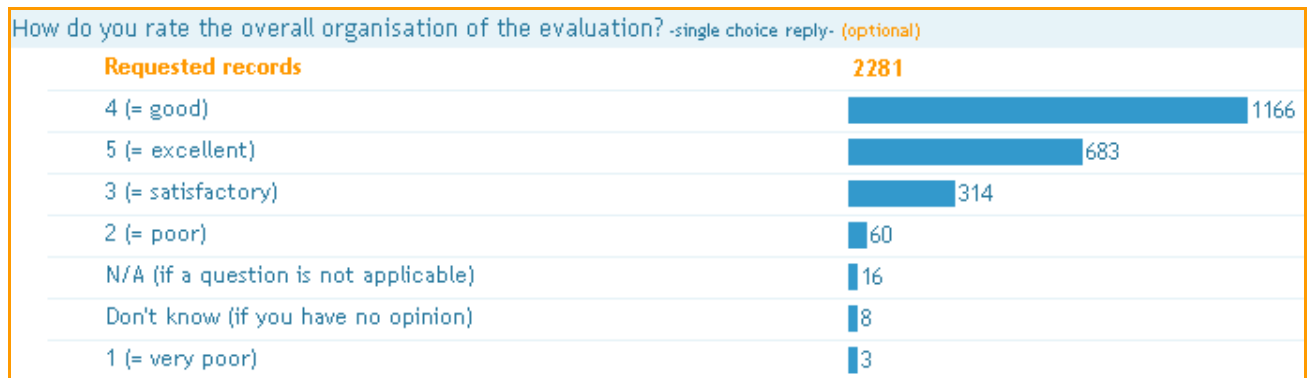 How do you rate the overall organisation of the evaluation? -single choice reply- (optional)
Requested records 2281
4 (= good) 1166
5 (= excellent) 683
3 (= satisfactory) 314
2 (= poor) 60
N/A (if a question is not applicable) 16
Don't know (if you have no opinion) 8
1 (= very poor) 3